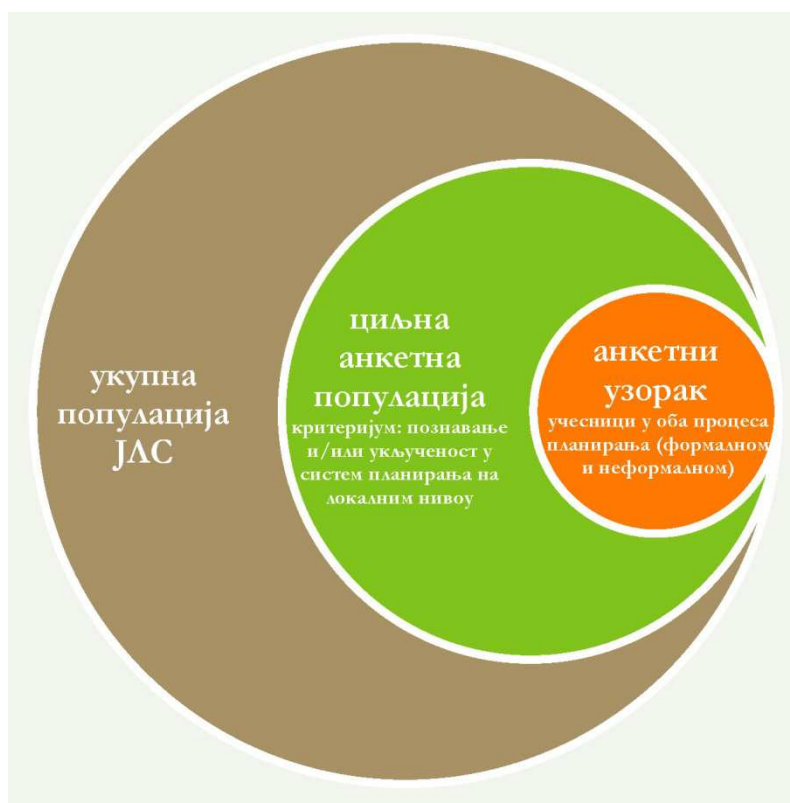 укупна
популација
ЈЛС
циљна
анкетна
популација
критеријум: познавање
и/или укљученост у
систем планирања на
локалним нивоу
анкетни
узорак
учесници у оба процеса
планирања (формалном
и неформалном)